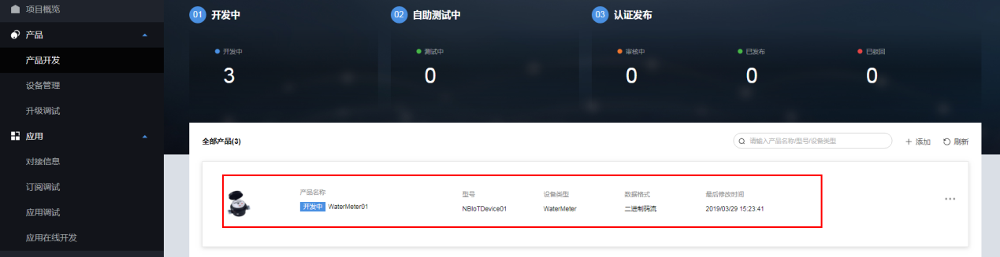 项目概览
产品
产品开发
设备管理
升级调试
应用
对接信息
订阅调试
应用调试
应用在线开发
01 开发中
02 自助测试中
03 认证发布
开发中
3
测试中
0
审核中
0
已发布
0
已驳回
0
全部产品(3)
请输入产品名称/型号/设备类型
添加
刷新
产品名称
开发中 WaterMeter01
型号
NBIoTDevice01
设备类型
WaterMeter
数据格式
二进制码流
最后修改时间
2019/03/29 15:23:41